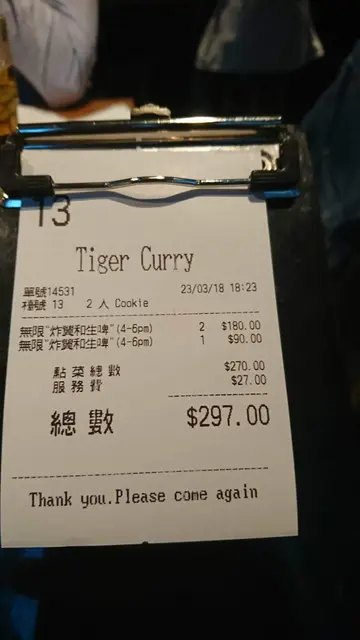 13
Tiger Curry
單號14531 23/03/18 18:23
檯號 13 2 人 Cookie
無限"炸翼和生啤"(4-6pm) 2 $180.00
無限"炸翼和生啤"(4-6pm) 1 $90.00
點菜總數 $270.00
服務費 $27.00
總數 $297.00
Thank you.Please come again